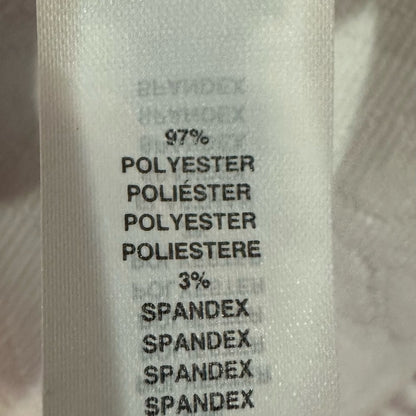 97%
POLYESTER
POLIÉSTER
POLYESTER
POLIESTERE
3%
SPANDEX
SPANDEX
SPANDEX
SPANDEX